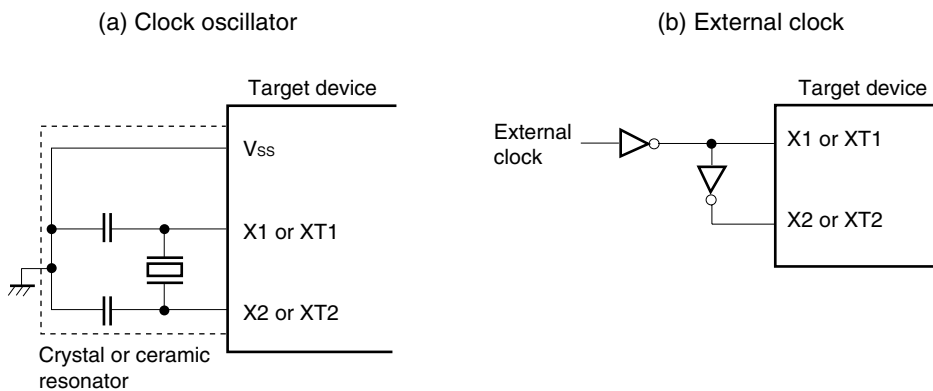 (a) Clock oscillator
(b) External clock
Target device
VSS
X1 or XT1
X2 or XT2
Crystal or ceramic
resonator
Target device
External
clock
X1 or XT1
X2 or XT2